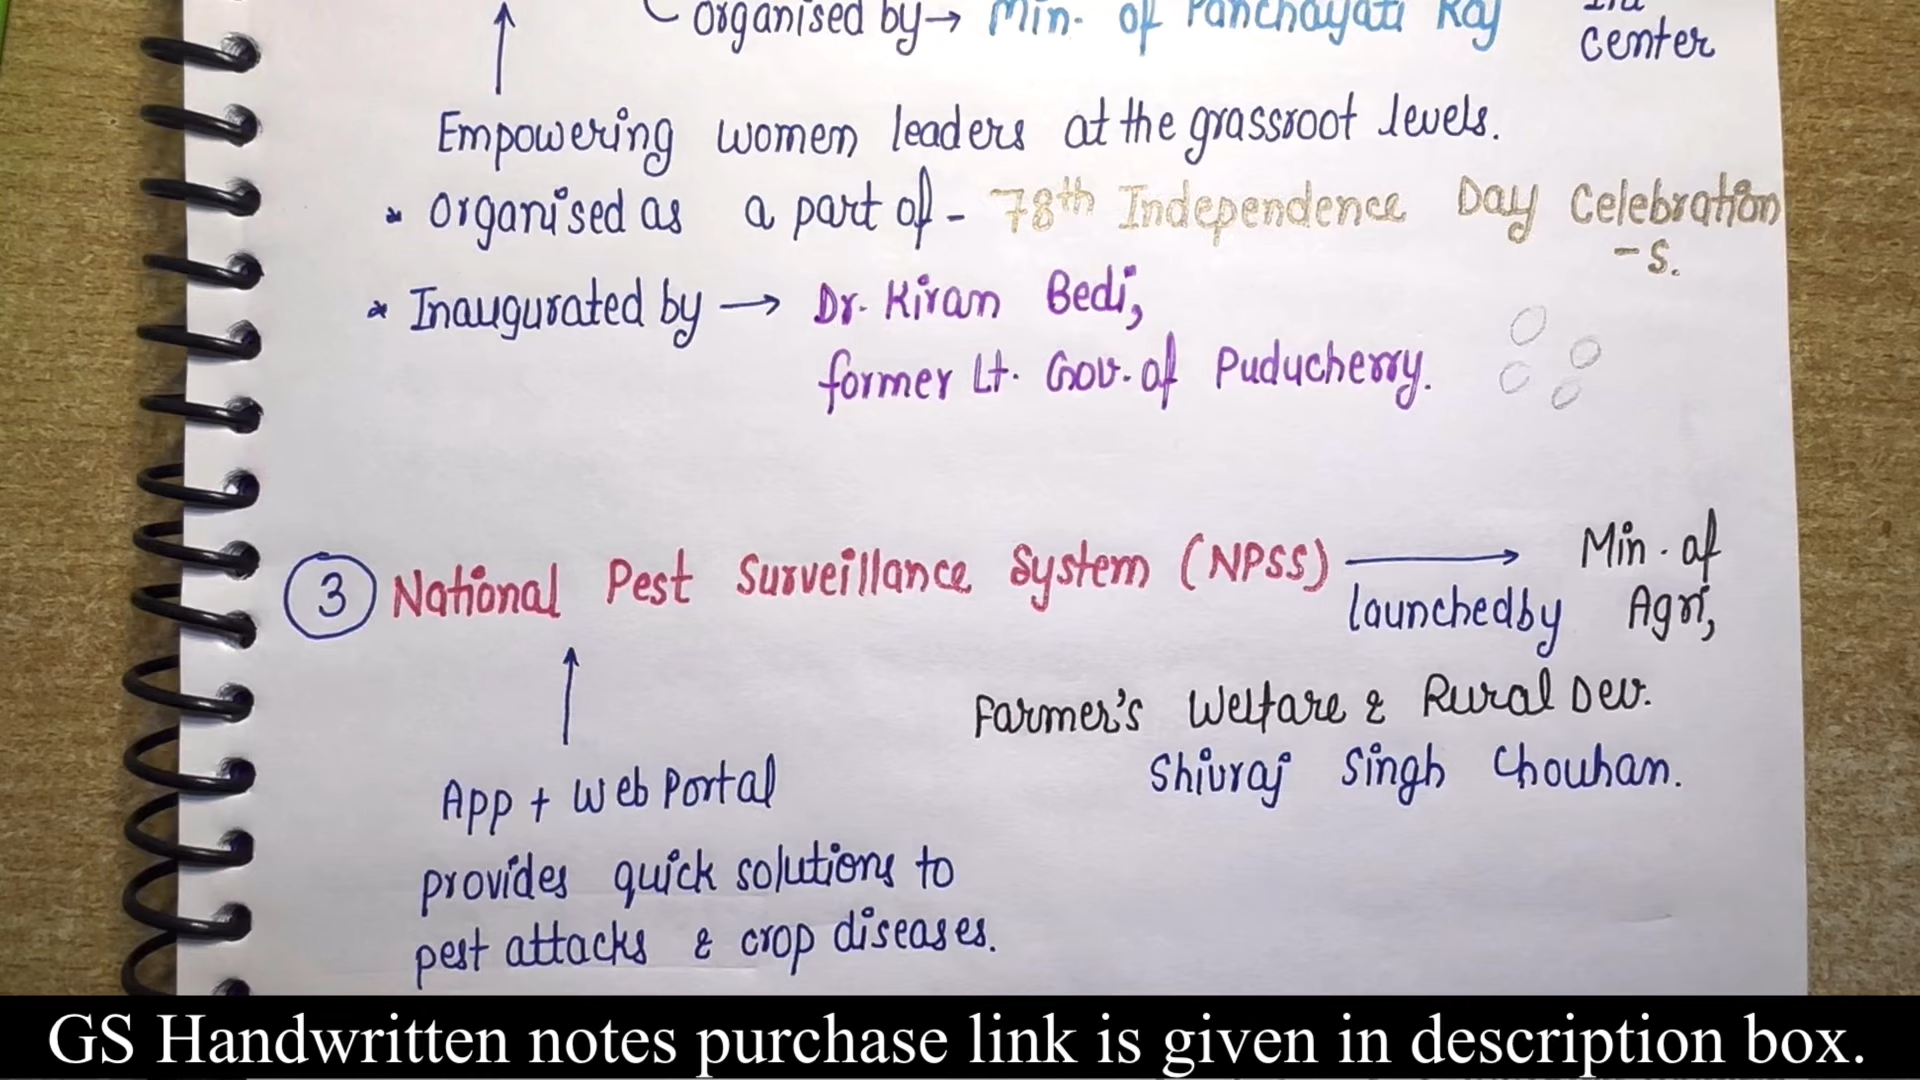 organised by→ Min. of Panchayati Raj
center
Empowering women leaders at the grassroot levels.
* organised as a part of - 78th Independence Day Celebration
-s.
* Inaugurated by → Dr. Kiran Bedi,
former Lt. Gov. of Puducherry.
3 National Pest Surveillance System (NPSS) → Min. of
launched by Agri,
Farmer's Welfare & Rural Dev.
Shivraj Singh Chouhan.
App + Web Portal
provides quick solutions to
pest attacks & crop diseases.
GS Handwritten notes purchase link is given in description box.